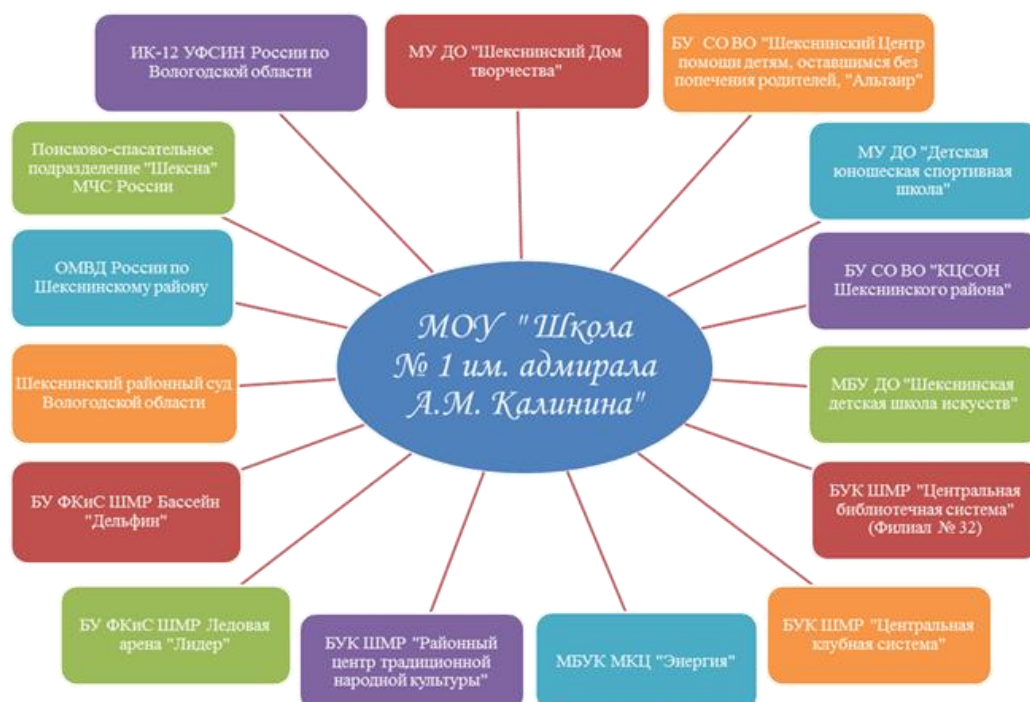 ИК-12 УФСИН России по
Вологодской области
МУ ДО "Шекснинский Дом
творчества"
БУ СО ВО "Шекснинский Центр
помощи детям, оставшимся без
попечения родителей, "Альтаир"
Поисково-спасательное
подразделение "Шексна"
МЧС России
МУ ДО "Детская
юношеская спортивная
школа"
ОМВД России по
Шекснинскому району
БУ СО ВО "КЦСОН
Шекснинского района"
МОУ "Школа
№ 1 им. адмирала
А.М. Калинина"
Шекснинский районный суд
Вологодской области
МБУ ДО "Шекснинская
детская школа искусств"
БУ ФКиС ШМР Бассейн
"Дельфин"
БУК ШМР "Центральная
библиотечная система"
(Филиал № 32)
БУ ФКиС ШМР Ледовая
арена "Лидер"
БУК ШМР "Районный
центр традиционной
народной культуры"
МБУК МКЦ "Энергия"
БУК ШМР "Центральная
клубная система"